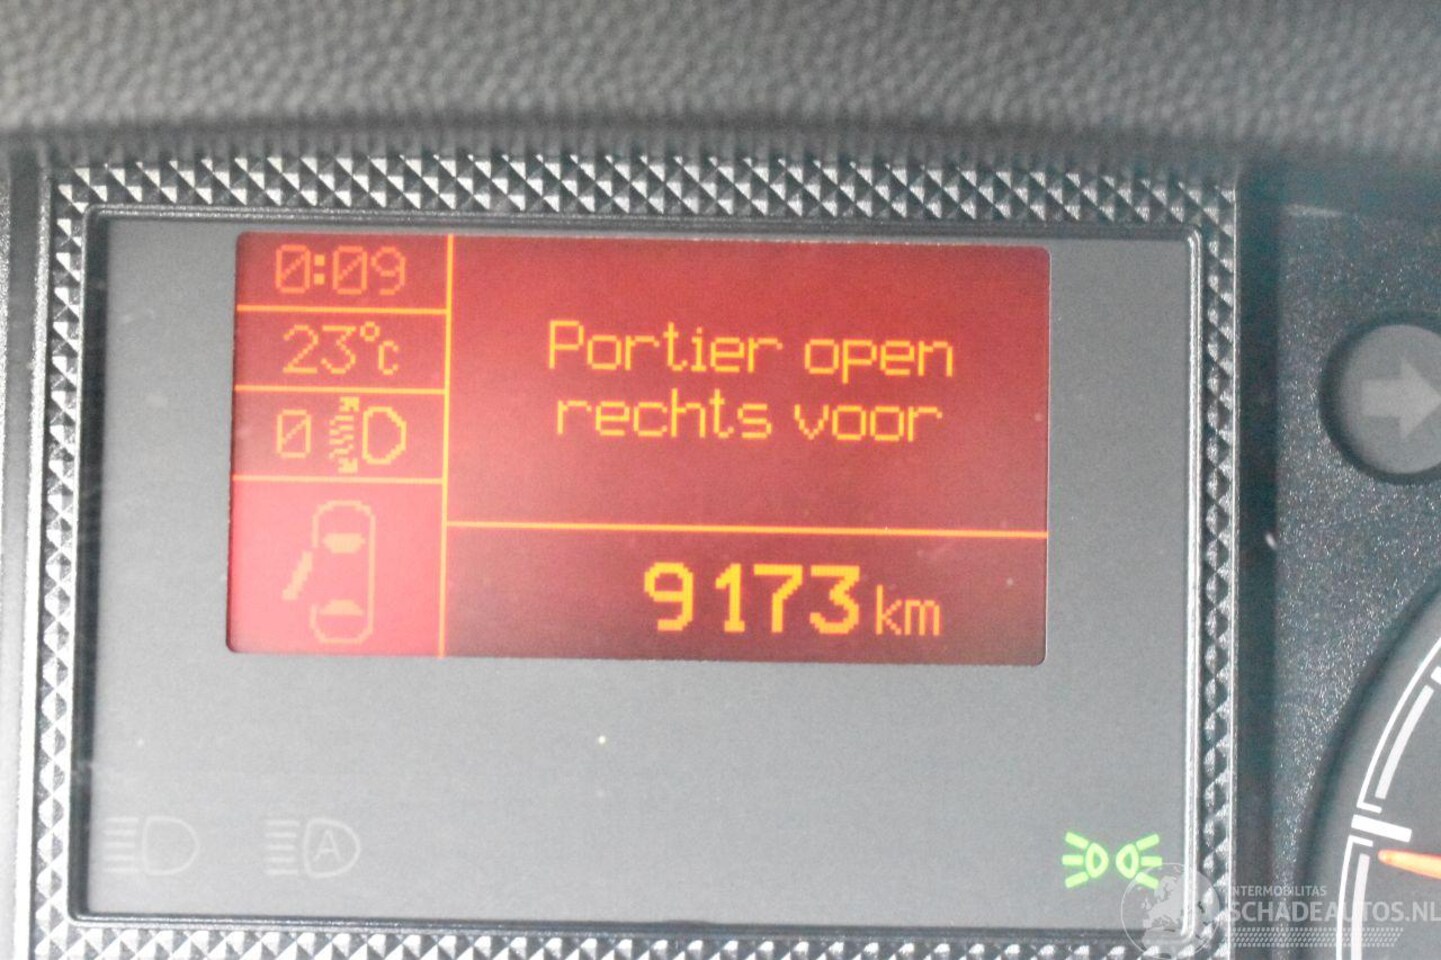 0:09
23°C
0
Portier open
rechts voor
9173 km
A
INTERMOBILITAS
SCHADEAUTOS.NL